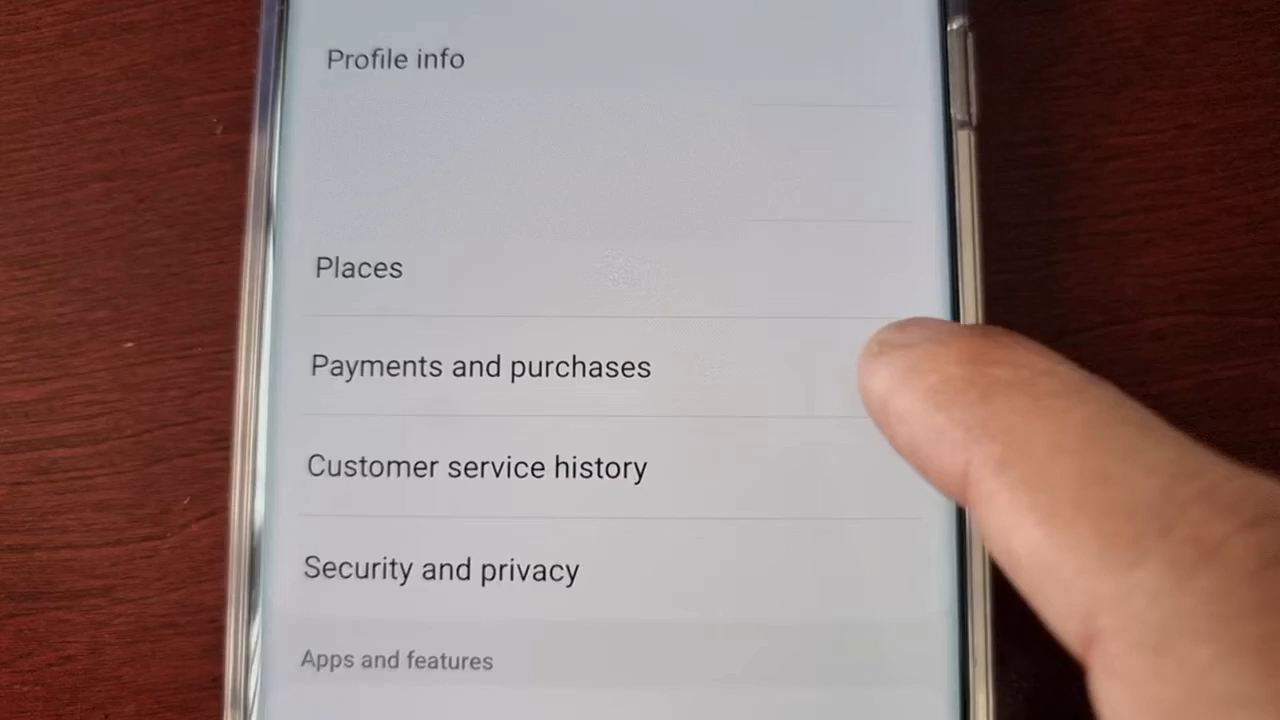 Profile info
Places
Payments and purchases
Customer service history
Security and privacy
Apps and features